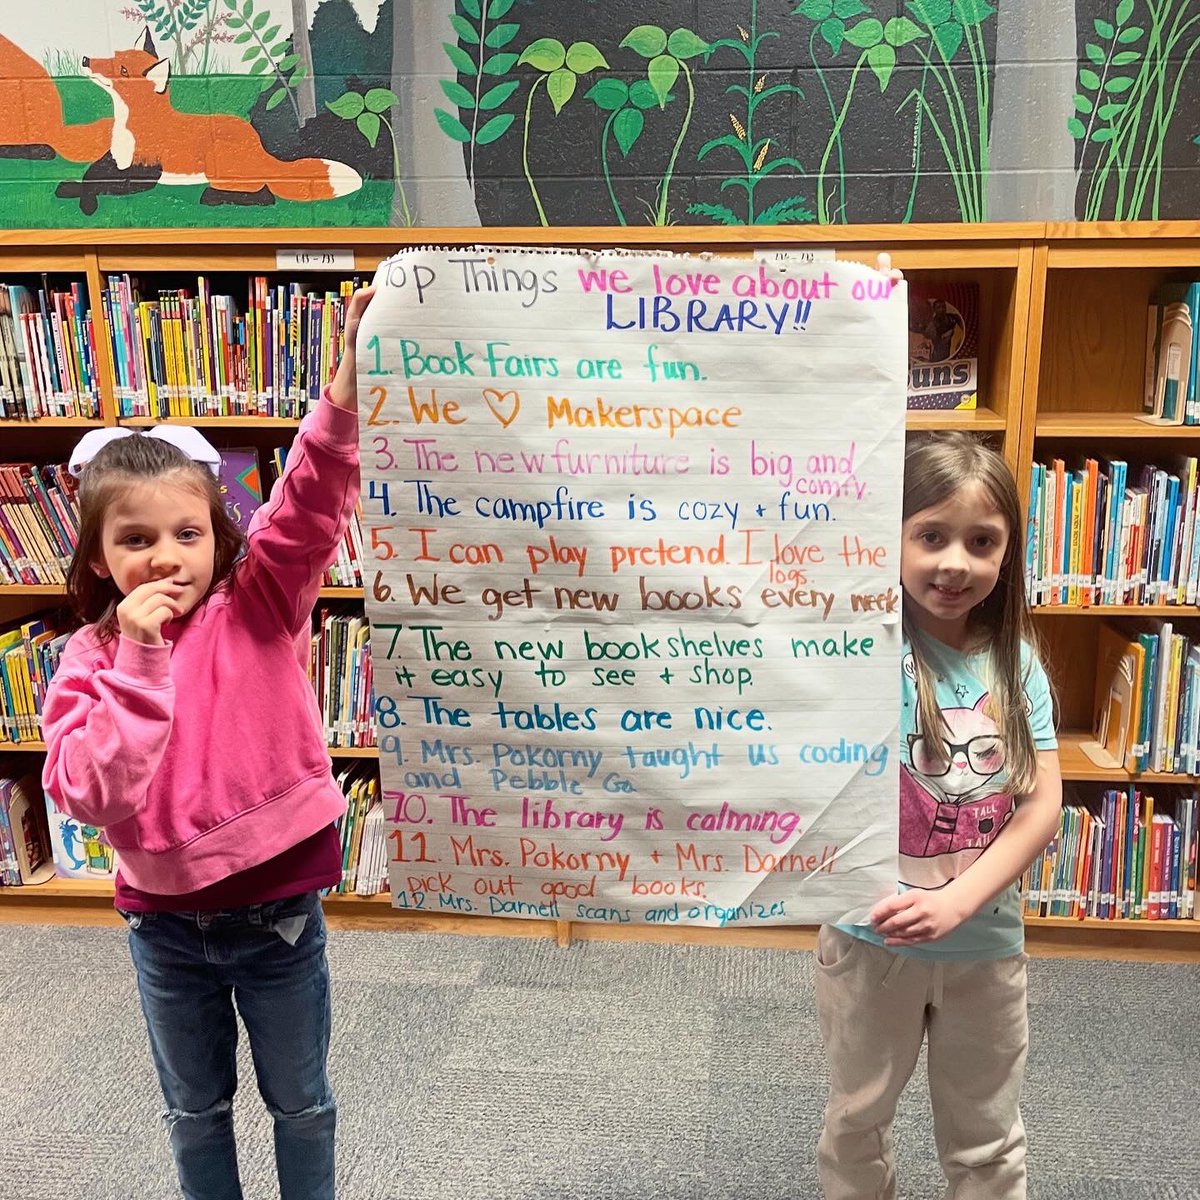 645 - 793
Top Things we love about our
LIBRARY!!
1. Book Fairs are fun.
2. We ♡ Makerspace
3. The new furniture is big and
comfy.
4. The campfire is cozy + fun.
5. I can play pretend. I love the
logs.
6. We get new books every week
7. The new bookshelves make
it easy to see + shop.
8. The tables are nice.
9. Mrs. Pokorny taught us coding
and Pebble Go
10. The library is calming.
11. Mrs. Pokorny + Mrs. Darnell
pick out good books.
12. Mrs. Darnell scans and organizes.
TALL